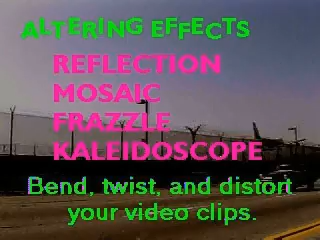 ALTERING EFFECTS
REFLECTION
MOSAIC
FRAZZLE
KALEIDOSCOPE
Bend, twist, and distort
your video clips.